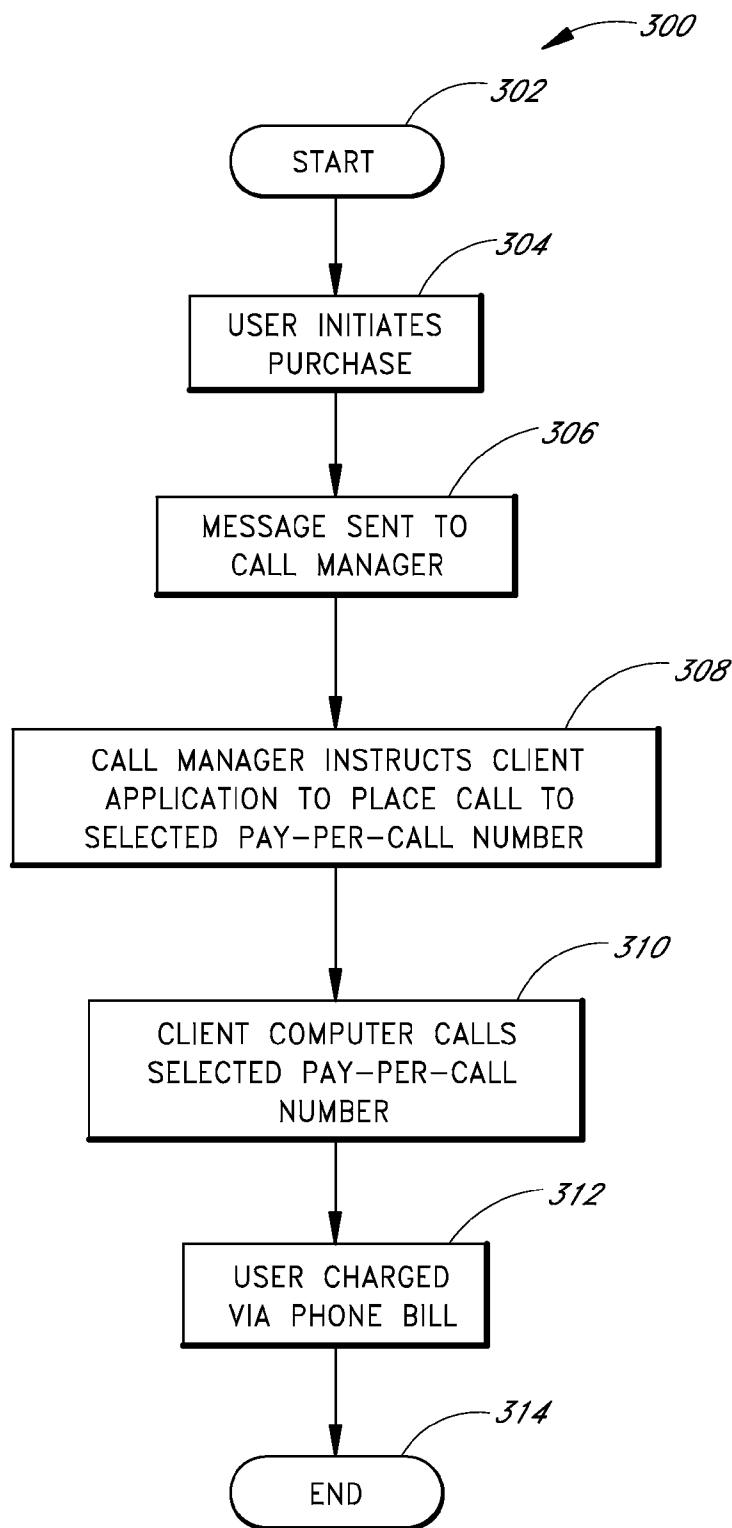 300
302
START
304
USER INITIATES
PURCHASE
306
MESSAGE SENT TO
CALL MANAGER
308
CALL MANAGER INSTRUCTS CLIENT
APPLICATION TO PLACE CALL TO
SELECTED PAY-PER-CALL NUMBER
310
CLIENT COMPUTER CALLS
SELECTED PAY-PER-CALL
NUMBER
312
USER CHARGED
VIA PHONE BILL
314
END